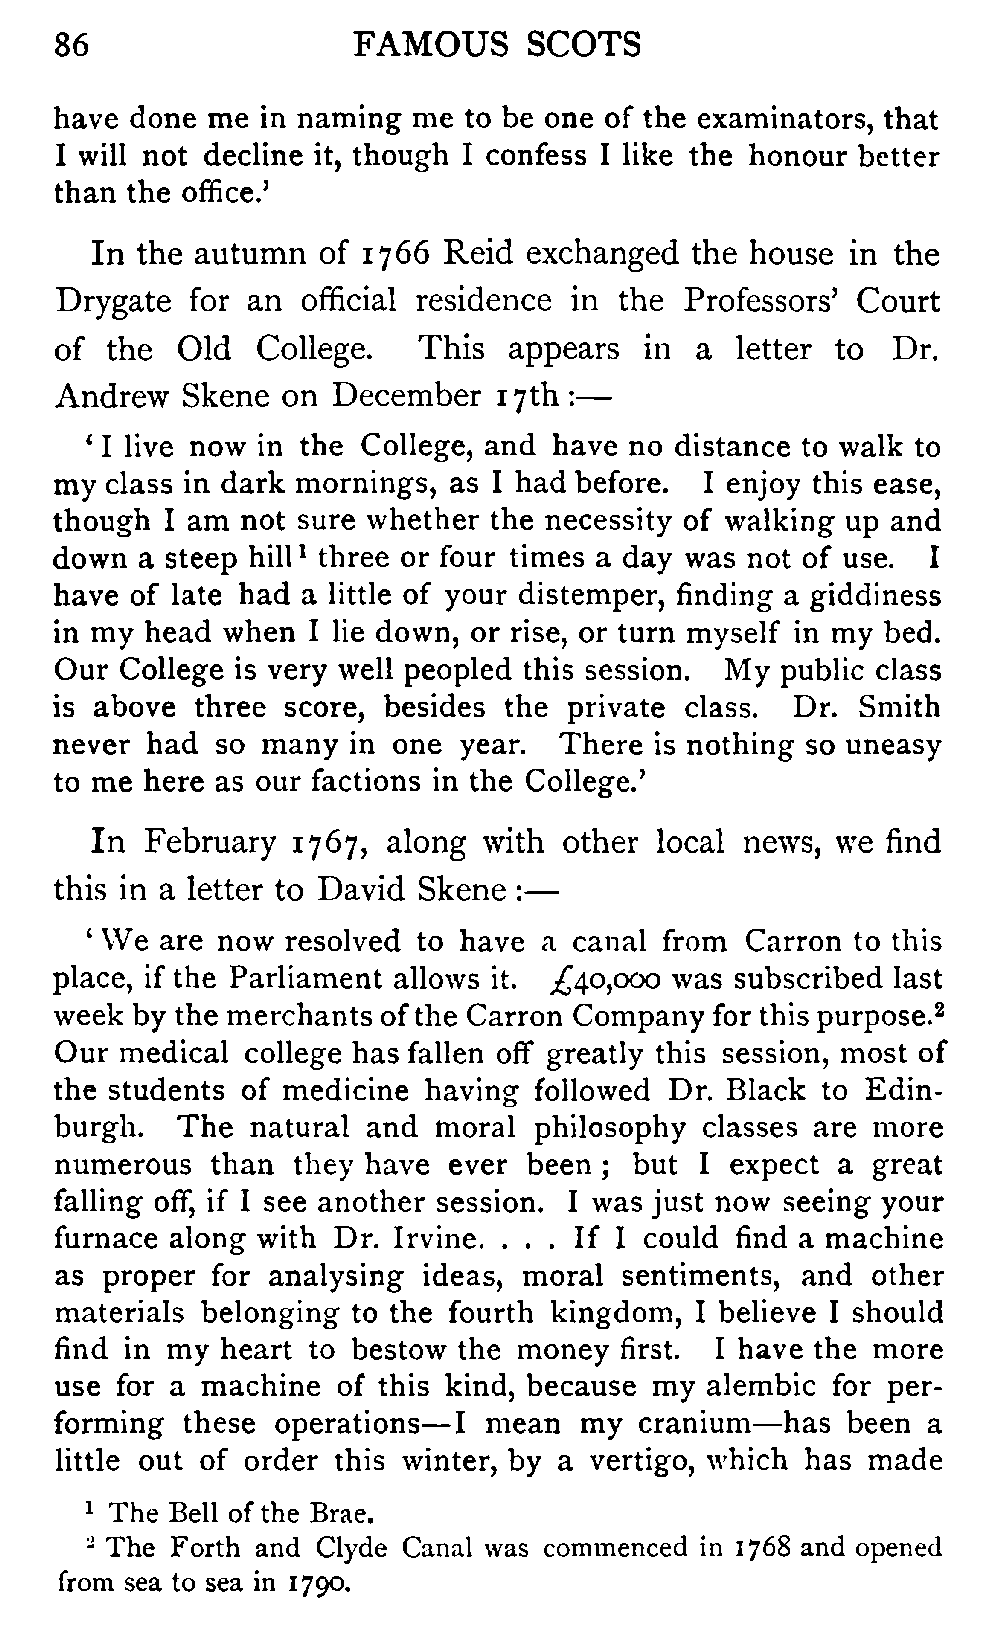 86 FAMOUS SCOTS
have done me in naming me to be one of the examinators, that
I will not decline it, though I confess I like the honour better
than the office.’
In the autumn of 1766 Reid exchanged the house in the
Drygate for an official residence in the Professors’ Court
of the Old College. This appears in a letter to Dr.
Andrew Skene on December 17th :—
‘I live now in the College, and have no distance to walk to
my class in dark mornings, as I had before. I enjoy this ease,
though I am not sure whether the necessity of walking up and
down a steep hill¹ three or four times a day was not of use. I
have of late had a little of your distemper, finding a giddiness
in my head when I lie down, or rise, or turn myself in my bed.
Our College is very well peopled this session. My public class
is above three score, besides the private class. Dr. Smith
never had so many in one year. There is nothing so uneasy
to me here as our factions in the College.’
In February 1767, along with other local news, we find
this in a letter to David Skene :—
‘We are now resolved to have a canal from Carron to this
place, if the Parliament allows it. £40,000 was subscribed last
week by the merchants of the Carron Company for this purpose.²
Our medical college has fallen off greatly this session, most of
the students of medicine having followed Dr. Black to Edin-
burgh. The natural and moral philosophy classes are more
numerous than they have ever been ; but I expect a great
falling off, if I see another session. I was just now seeing your
furnace along with Dr. Irvine. . . . If I could find a machine
as proper for analysing ideas, moral sentiments, and other
materials belonging to the fourth kingdom, I believe I should
find in my heart to bestow the money first. I have the more
use for a machine of this kind, because my alembic for per-
forming these operations—I mean my cranium—has been a
little out of order this winter, by a vertigo, which has made
¹ The Bell of the Brae.
² The Forth and Clyde Canal was commenced in 1768 and opened
from sea to sea in 1790.